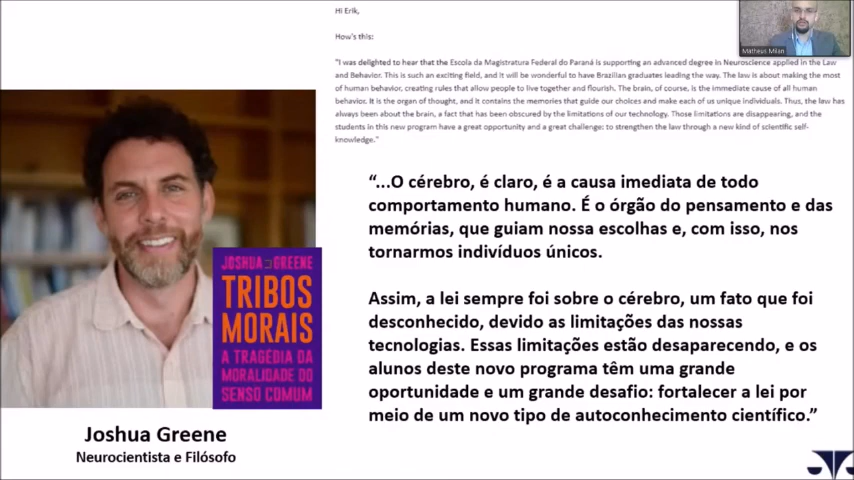 Hi Erik,
How's this:
"I was delighted to hear that the Escola da Magistratura Federal do Paraná is supporting an advanced degree in Neuroscience applied in the Law
and Behavior. This is such an exciting field, and it will be wonderful to have Brazilian graduates leading the way. The law is about making the most
of human behavior, creating rules that allow people to live together and flourish. The brain, of course, is the immediate cause of all human
behavior. It is the organ of thought, and it contains the memories that guide our choices and make each of us unique individuals. Thus, the law has
always been about the brain, a fact that has been obscured by the limitations of our technology. Those limitations are disappearing, and the
students in this new program have a great opportunity and a great challenge: to strengthen the law through a new kind of scientific self-
knowledge."
Matheus Milan
“...O cérebro, é claro, é a causa imediata de todo
comportamento humano. É o órgão do pensamento e das
memórias, que guiam nossa escolhas e, com isso, nos
tornarmos indivíduos únicos.
Assim, a lei sempre foi sobre o cérebro, um fato que foi
desconhecido, devido as limitações das nossas
tecnologias. Essas limitações estão desaparecendo, e os
alunos deste novo programa têm uma grande
oportunidade e um grande desafio: fortalecer a lei por
meio de um novo tipo de autoconhecimento científico.”
JOSHUA GREENE
TRIBOS
MORAIS
A TRAGÉDIA DA
MORALIDADE DO
SENSO COMUM
Joshua Greene
Neurocientista e Filósofo